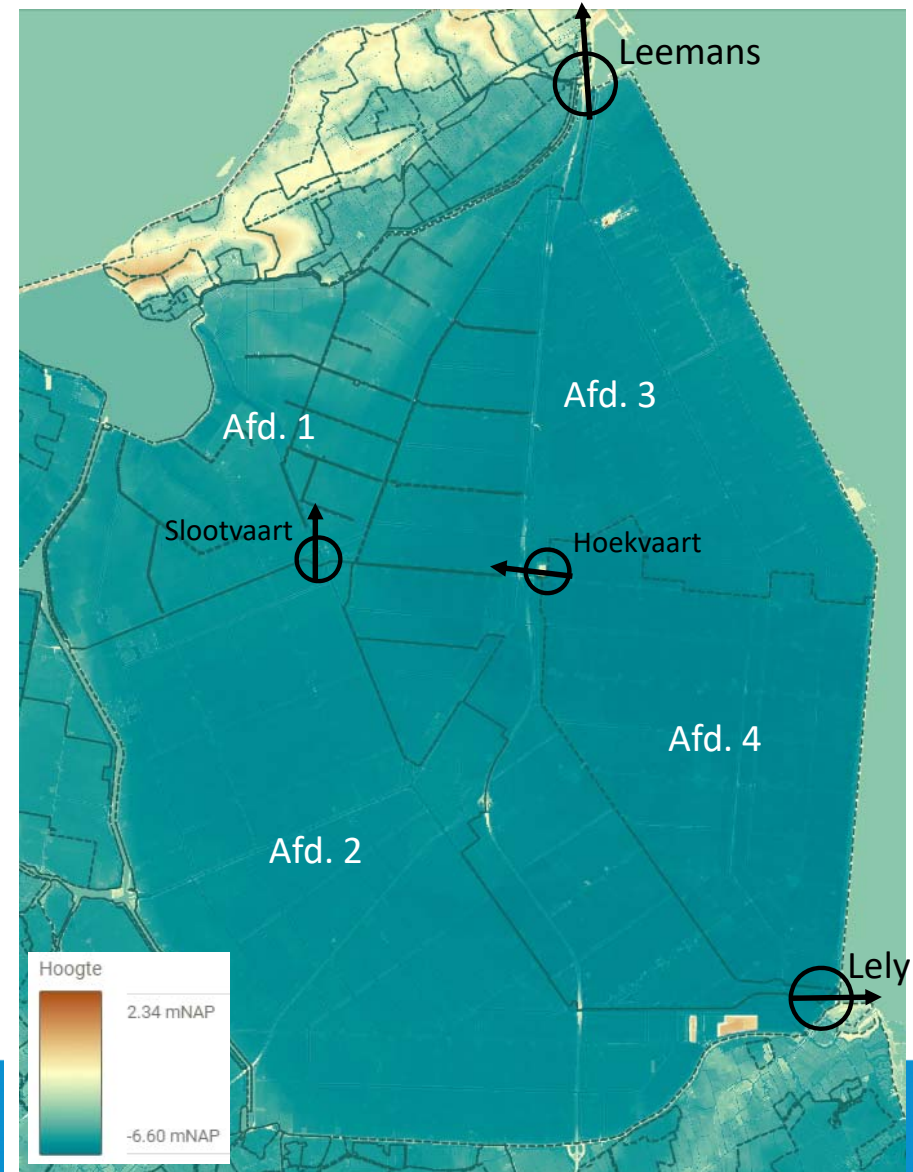 Leemans
Afd. 3
Afd. 1
Slootvaart
Hoekvaart
Afd. 4
Afd. 2
Lely
Hoogte
2.34 mNAP
-6.60 mNAP